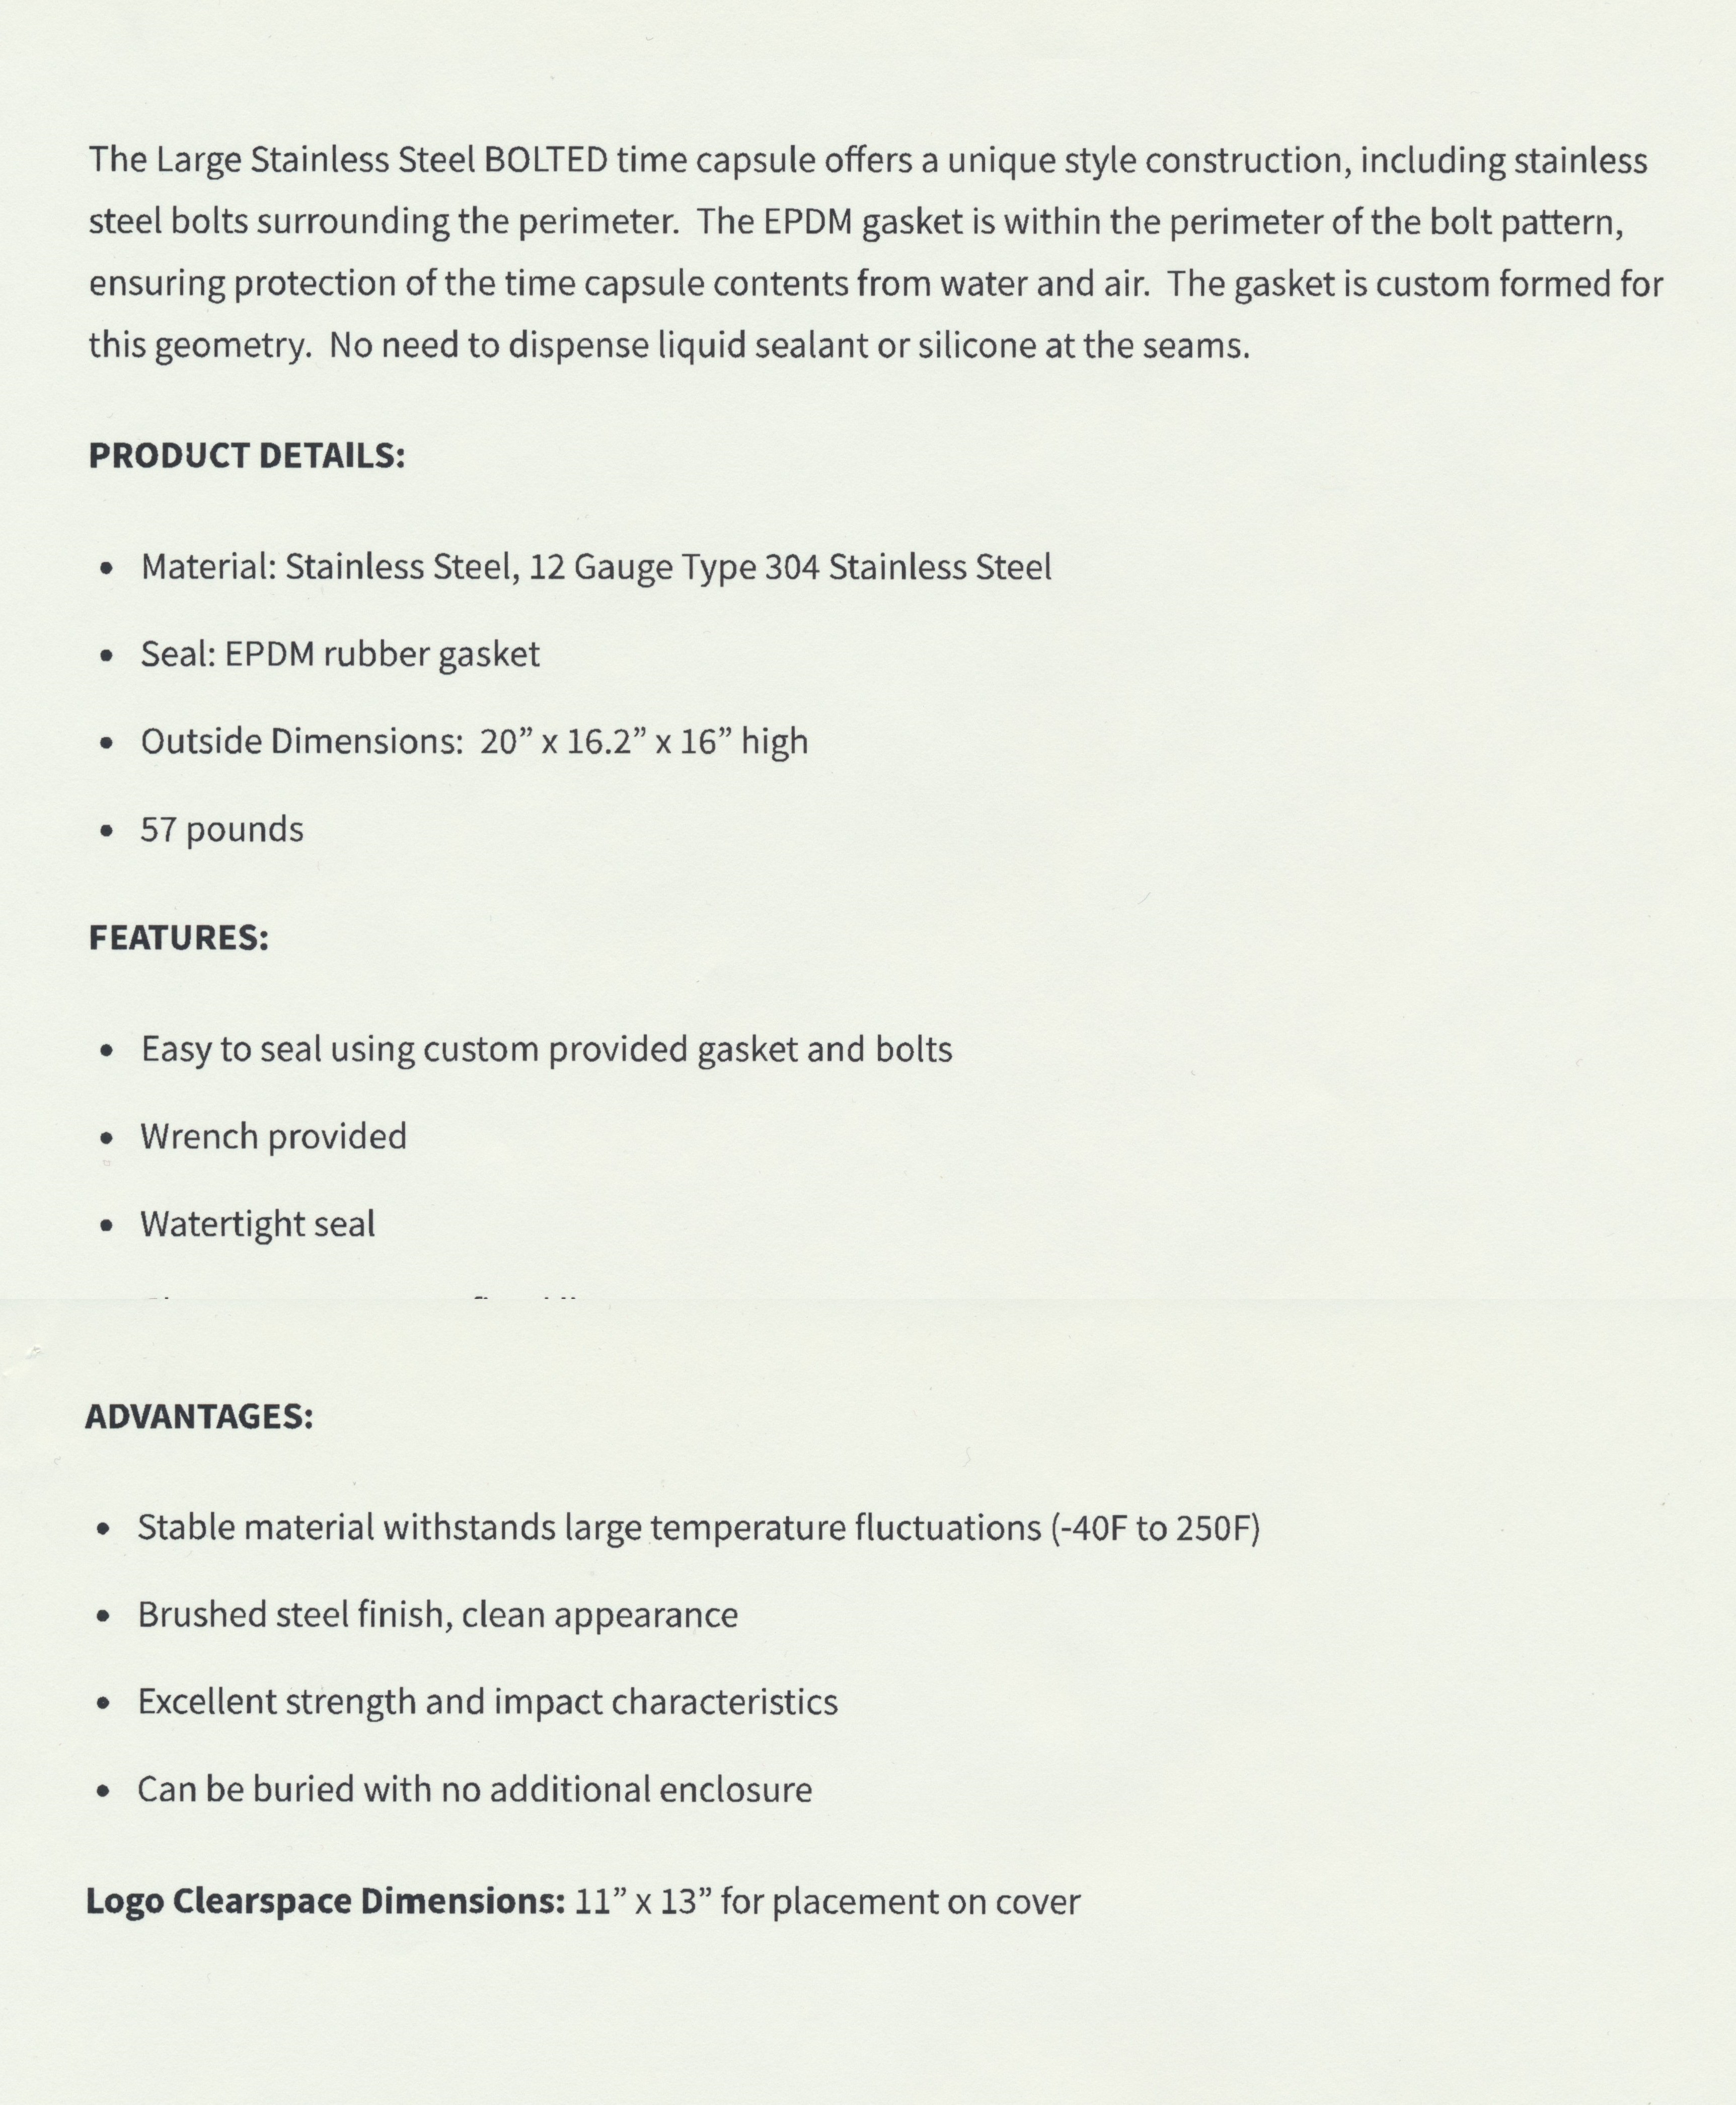 The Large Stainless Steel BOLTED time capsule offers a unique style construction, including stainless
steel bolts surrounding the perimeter.  The EPDM gasket is within the perimeter of the bolt pattern,
ensuring protection of the time capsule contents from water and air.  The gasket is custom formed for
this geometry.  No need to dispense liquid sealant or silicone at the seams.
PRODUCT DETAILS:
• Material: Stainless Steel, 12 Gauge Type 304 Stainless Steel
• Seal: EPDM rubber gasket
• Outside Dimensions:  20” x 16.2” x 16” high
• 57 pounds
FEATURES:
• Easy to seal using custom provided gasket and bolts
• Wrench provided
• Watertight seal
ADVANTAGES:
• Stable material withstands large temperature fluctuations (-40F to 250F)
• Brushed steel finish, clean appearance
• Excellent strength and impact characteristics
• Can be buried with no additional enclosure
Logo Clearspace Dimensions: 11” x 13” for placement on cover